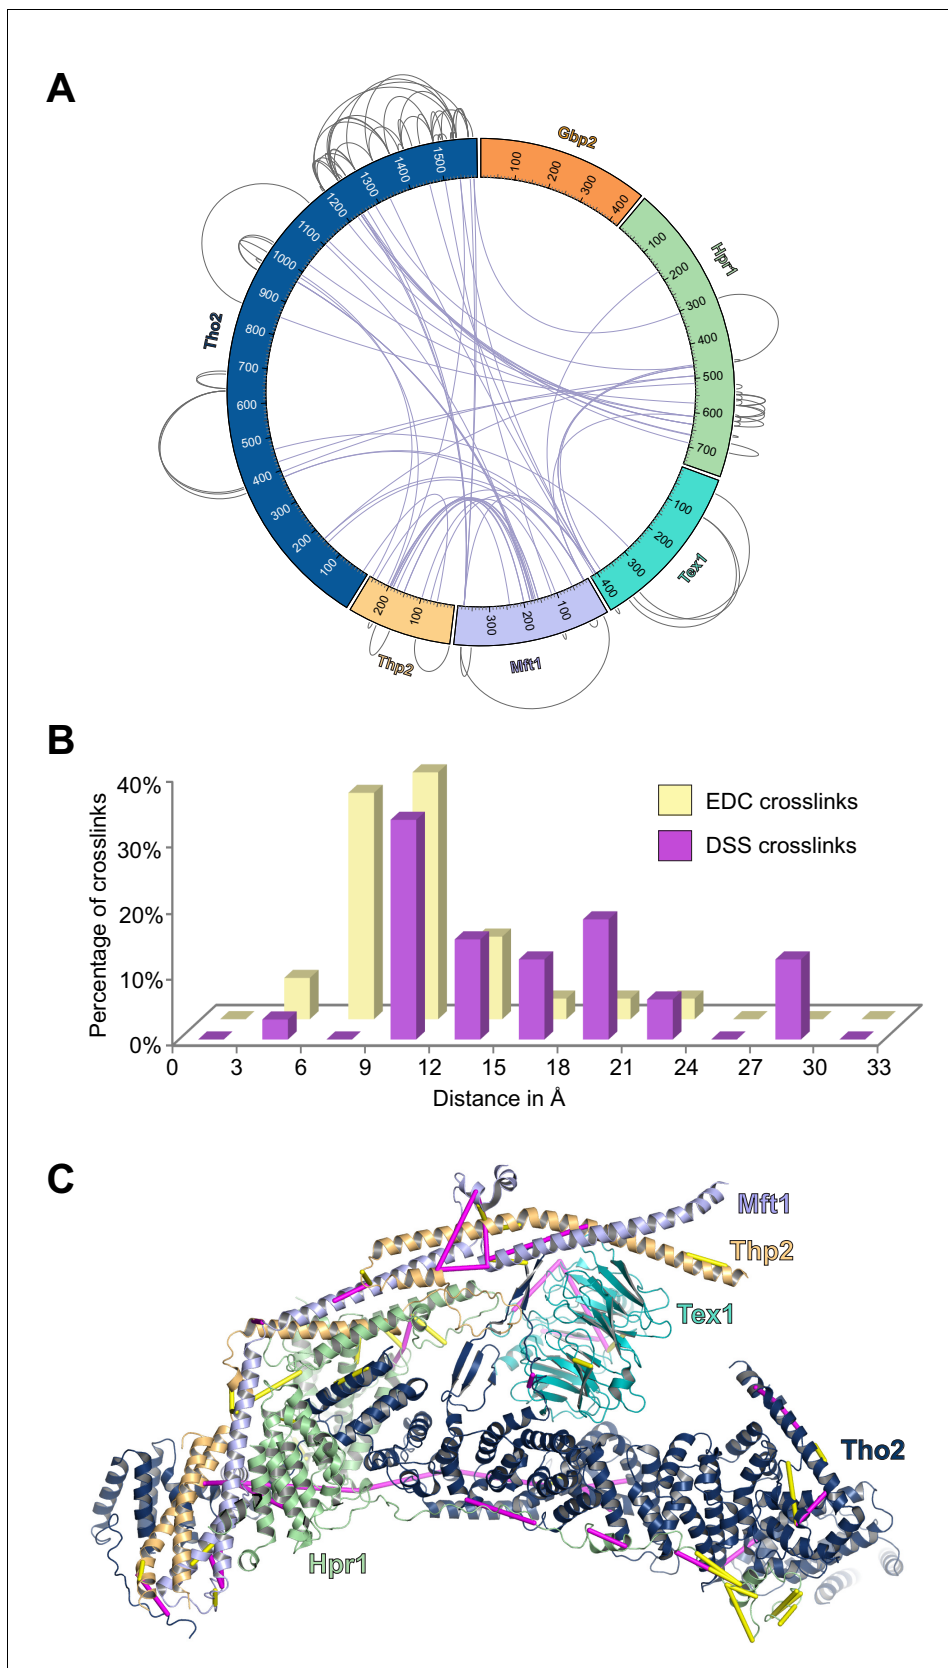 A
Gbp2
100 200 300 400
Hpr1
100 200 300 400 500 600 700
Tex1
100 200 300 400
Mft1
100 200 300
Thp2
100 200
Tho2
100 200 300 400 500 600 700 800 900 1000 1100 1200 1300 1400 1500
B
Percentage of crosslinks
40%
30%
20%
10%
0%
EDC crosslinks
DSS crosslinks
0 3 6 9 12 15 18 21 24 27 30 33
Distance in Å
C
Mft1
Thp2
Tex1
Tho2
Hpr1